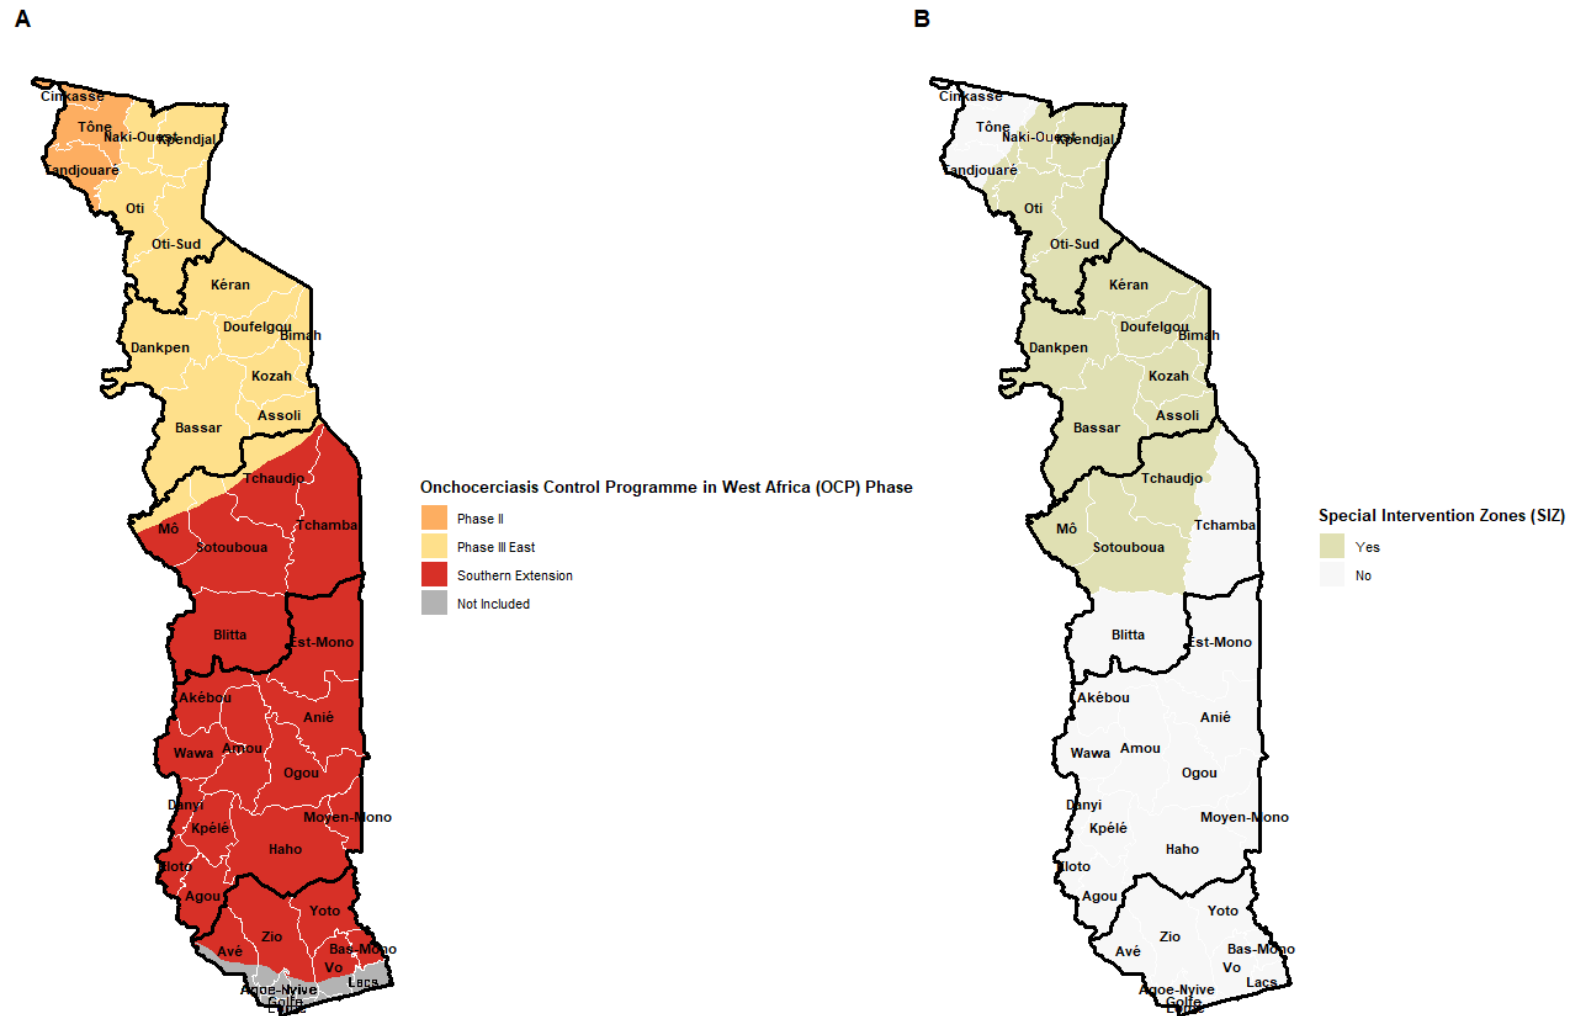 A
Cinkasse
Tône
Naki-Ouest
Kpendjal
Tandjouaré
Oti
Oti-Sud
Kéran
Doufelgou
Bimah
Dankpen
Kozah
Assoli
Bassar
Tchaudjo
Mô
Tchamba
Sotouboua
Blitta
Est-Mono
Akébou
Anié
Wawa
Amou
Ogou
Danyi
Kpélé
Moyen-Mono
Haho
Kloto
Agou
Yoto
Zio
Avé
Bas-Mono
Vo
Lacs
Agoe-Nyive
Golfe
Onchocerciasis Control Programme in West Africa (OCP) Phase
Phase II
Phase III East
Southern Extension
Not Included
B
Cinkasse
Tône
Naki-Ouest
Kpendjal
Tandjouaré
Oti
Oti-Sud
Kéran
Doufelgou
Bimah
Dankpen
Kozah
Assoli
Bassar
Tchaudjo
Mô
Tchamba
Sotouboua
Blitta
Est-Mono
Akébou
Anié
Wawa
Amou
Ogou
Danyi
Kpélé
Moyen-Mono
Haho
Kloto
Agou
Yoto
Zio
Avé
Bas-Mono
Vo
Lacs
Agoe-Nyive
Golfe
Special Intervention Zones (SIZ)
Yes
No